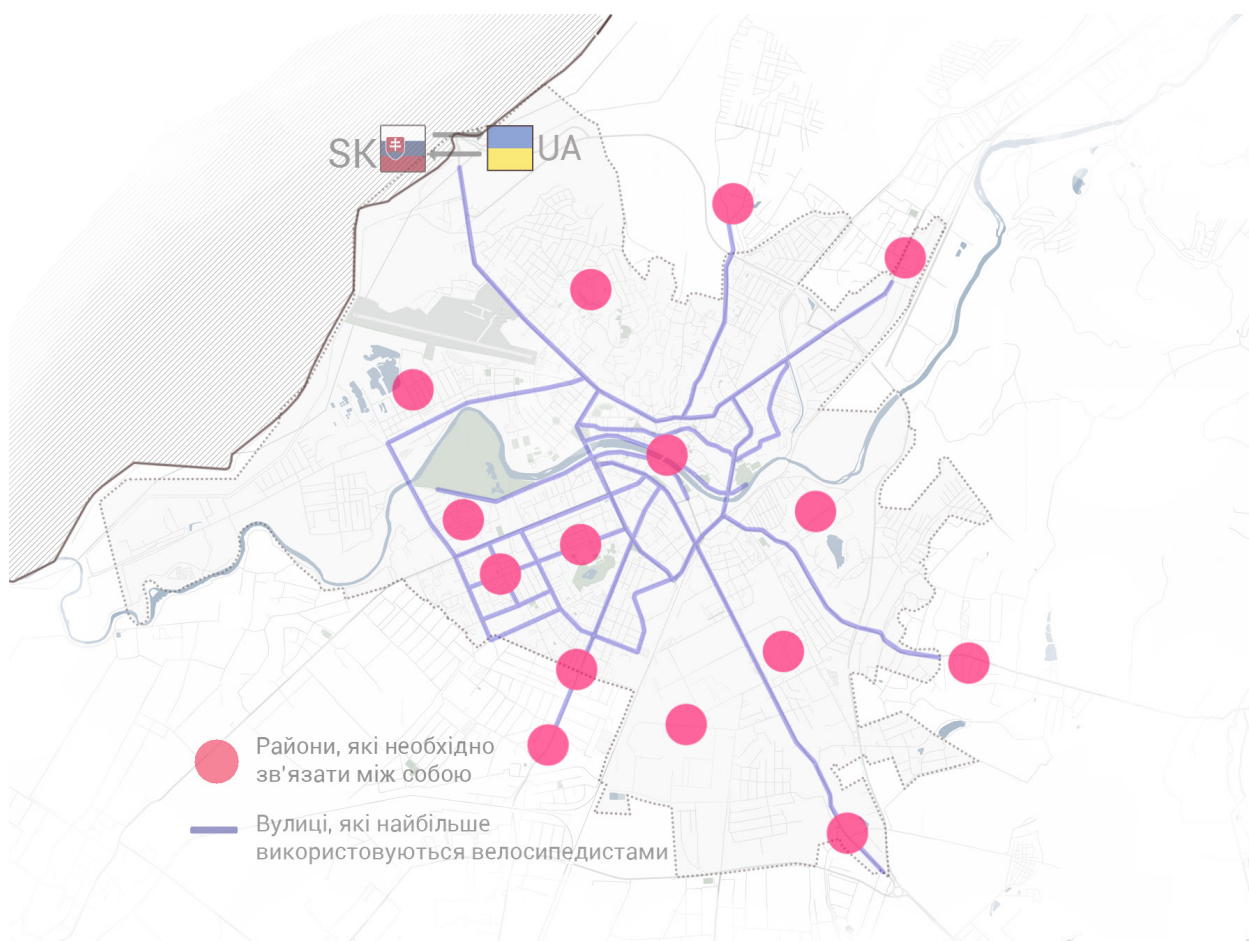 SK UA
Райони, які необхідно
зв'язати між собою
Вулиці, які найбільше
використовуються велосипедистами